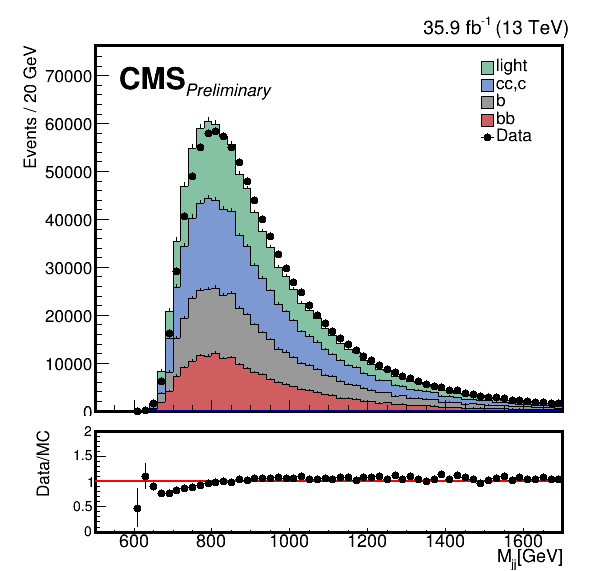 35.9 fb-1 (13 TeV)
CMS Preliminary
Events / 20 GeV
70000
60000
50000
40000
30000
20000
10000
0
light
cc,c
b
bb
Data
Data/MC
2
1.5
1
0.5
0
600 800 1000 1200 1400 1600
Mjj[GeV]